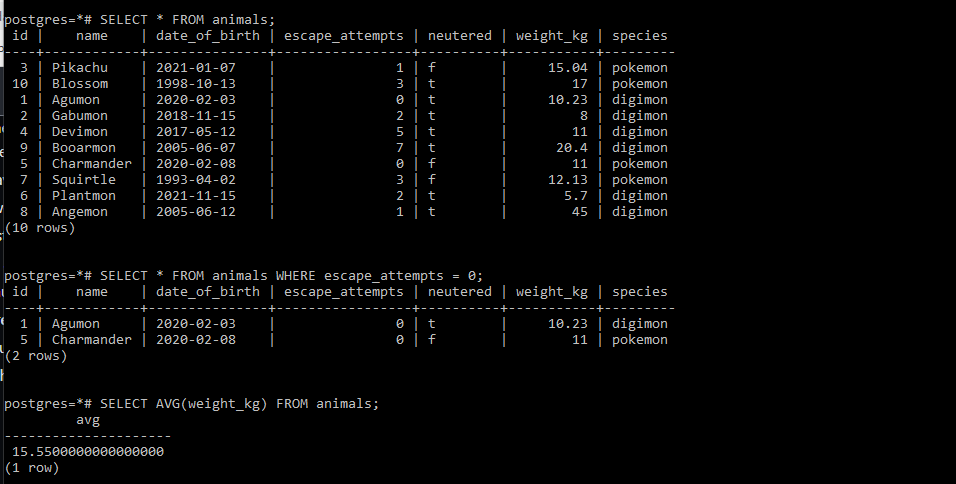 postgres=*# SELECT * FROM animals;
 id |    name    | date_of_birth | escape_attempts | neutered | weight_kg | species
----+------------+---------------+-----------------+----------+-----------+---------
  3 | Pikachu    | 2021-01-07    |               1 | f        |     15.04 | pokemon
 10 | Blossom    | 1998-10-13    |               3 | t        |        17 | pokemon
  1 | Agumon     | 2020-02-03    |               0 | t        |     10.23 | digimon
  2 | Gabumon    | 2018-11-15    |               2 | t        |         8 | digimon
  4 | Devimon    | 2017-05-12    |               5 | t        |        11 | digimon
  9 | Booarmon   | 2005-06-07    |               7 | t        |      20.4 | digimon
  5 | Charmander | 2020-02-08    |               0 | f        |        11 | pokemon
  7 | Squirtle   | 1993-04-02    |               3 | f        |     12.13 | pokemon
  6 | Plantmon   | 2021-11-15    |               2 | t        |       5.7 | digimon
  8 | Angemon    | 2005-06-12    |               1 | t        |        45 | digimon
(10 rows)
postgres=*# SELECT * FROM animals WHERE escape_attempts = 0;
 id |    name    | date_of_birth | escape_attempts | neutered | weight_kg | species
----+------------+---------------+-----------------+----------+-----------+---------
  1 | Agumon     | 2020-02-03    |               0 | t        |     10.23 | digimon
  5 | Charmander | 2020-02-08    |               0 | f        |        11 | pokemon
(2 rows)
postgres=*# SELECT AVG(weight_kg) FROM animals;
         avg
---------------------
 15.5500000000000000
(1 row)